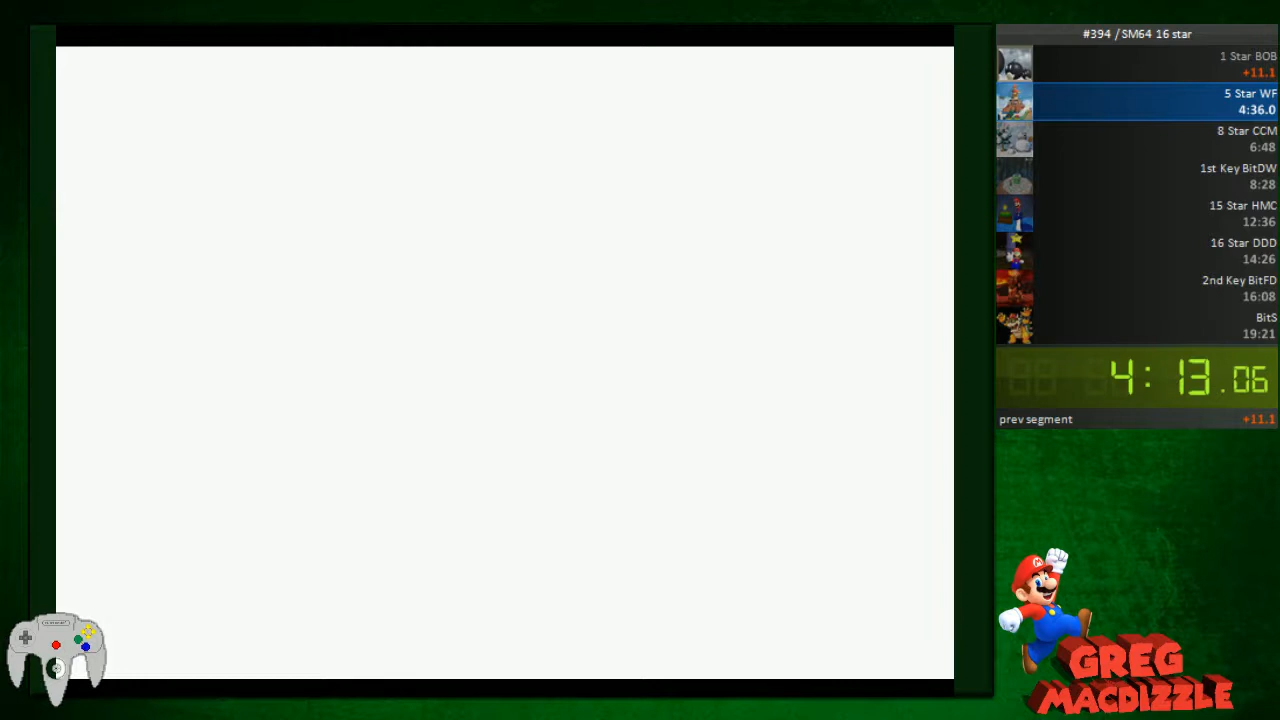 #394 / SM64 16 star
1 Star BOB
+11.1
5 Star WF
4:36.0
8 Star CCM
6:48
1st Key BitDW
8:28
15 Star HMC
12:36
16 Star DDD
14:26
2nd Key BitFD
16:08
BitS
19:21
4:13.06
prev segment +11.1
GREG
MACDIZZLE